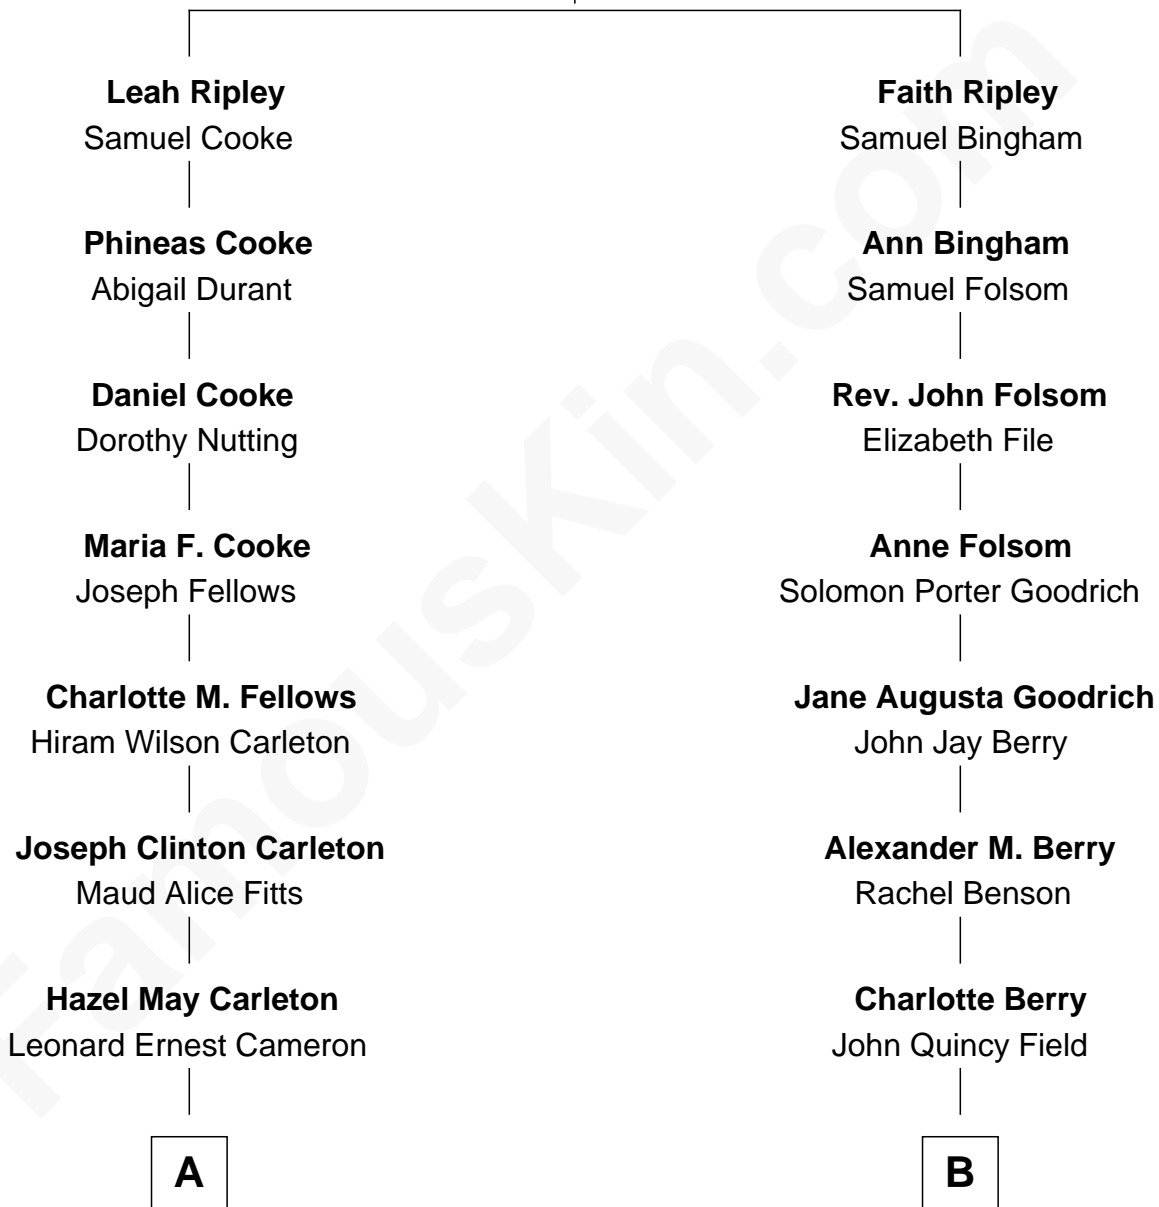 Leah Ripley
Samuel Cooke
Faith Ripley
Samuel Bingham
Phineas Cooke
Abigail Durant
Ann Bingham
Samuel Folsom
Daniel Cooke
Dorothy Nutting
Rev. John Folsom
Elizabeth File
Maria F. Cooke
Joseph Fellows
Anne Folsom
Solomon Porter Goodrich
Charlotte M. Fellows
Hiram Wilson Carleton
Jane Augusta Goodrich
John Jay Berry
Joseph Clinton Carleton
Maud Alice Fitts
Alexander M. Berry
Rachel Benson
Hazel May Carleton
Leonard Ernest Cameron
Charlotte Berry
John Quincy Field
A
B
FamousKin.com